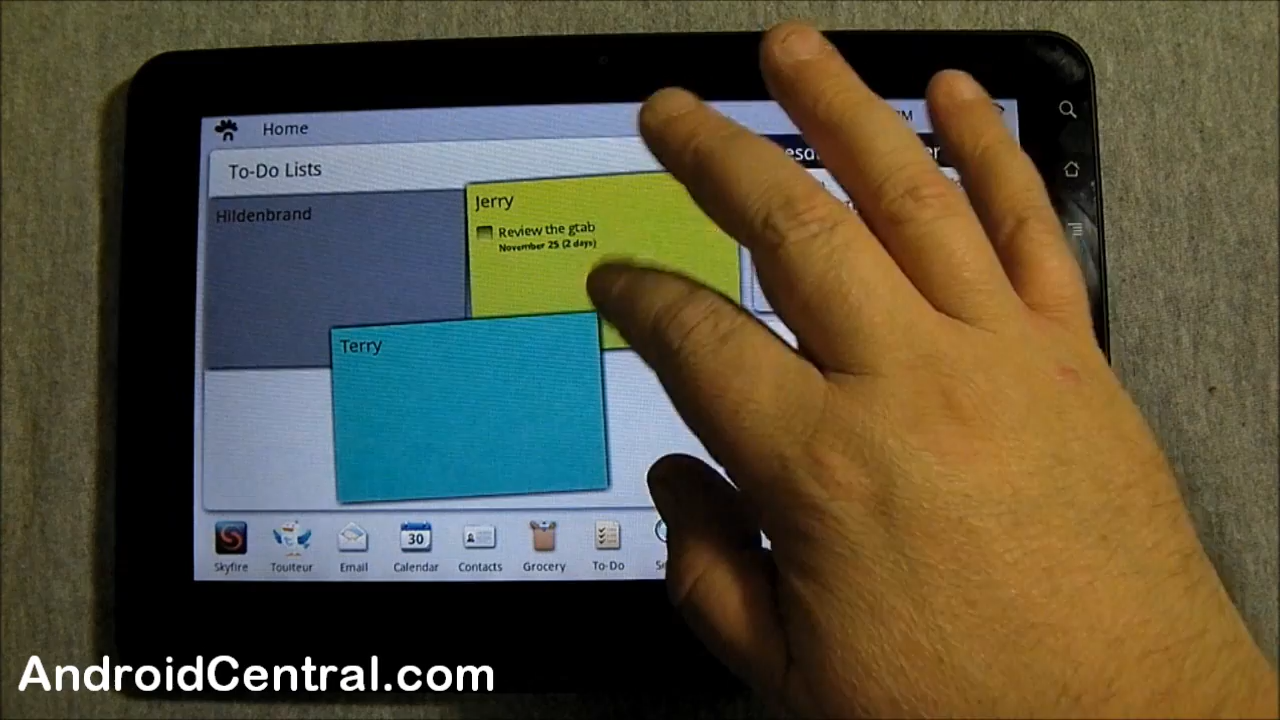 Home
To-Do Lists
Hildenbrand
Jerry
Review the gtab
November 25 (2 days)
Terry
30
Skyfire
Touiteur
Email
Calendar
Contacts
Grocery
To-Do
AndroidCentral.com